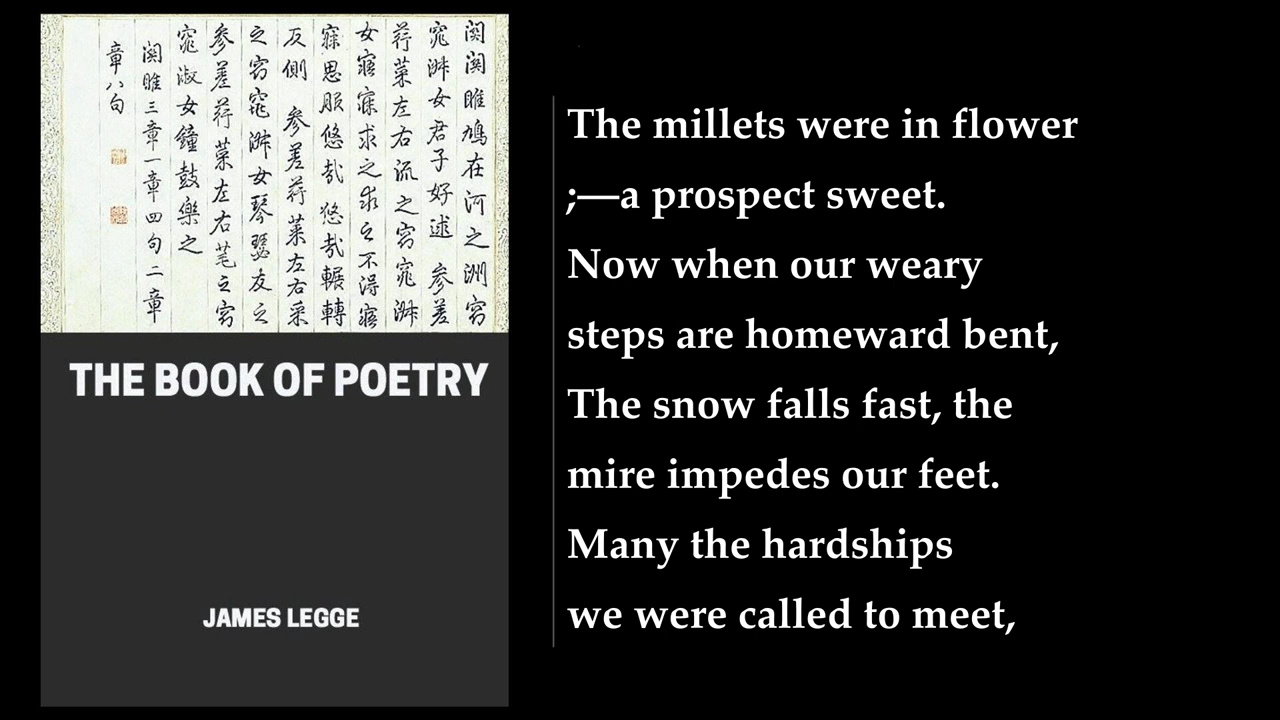 関関雎鳩在河之洲窈
窕淑女君子好逑 参差
荇菜左右流之窈窕淑
女寤寐求之求之不得寤
寐思服悠哉悠哉輾轉
反側 参差荇菜左右采
之窈窕淑女琴瑟友之
参差荇菜左右芼之窈
窕淑女鐘鼓樂之
関雎三章一章四句二章
章八句
THE BOOK OF POETRY
JAMES LEGGE
The millets were in flower
;—a prospect sweet.
Now when our weary
steps are homeward bent,
The snow falls fast, the
mire impedes our feet.
Many the hardships
we were called to meet,